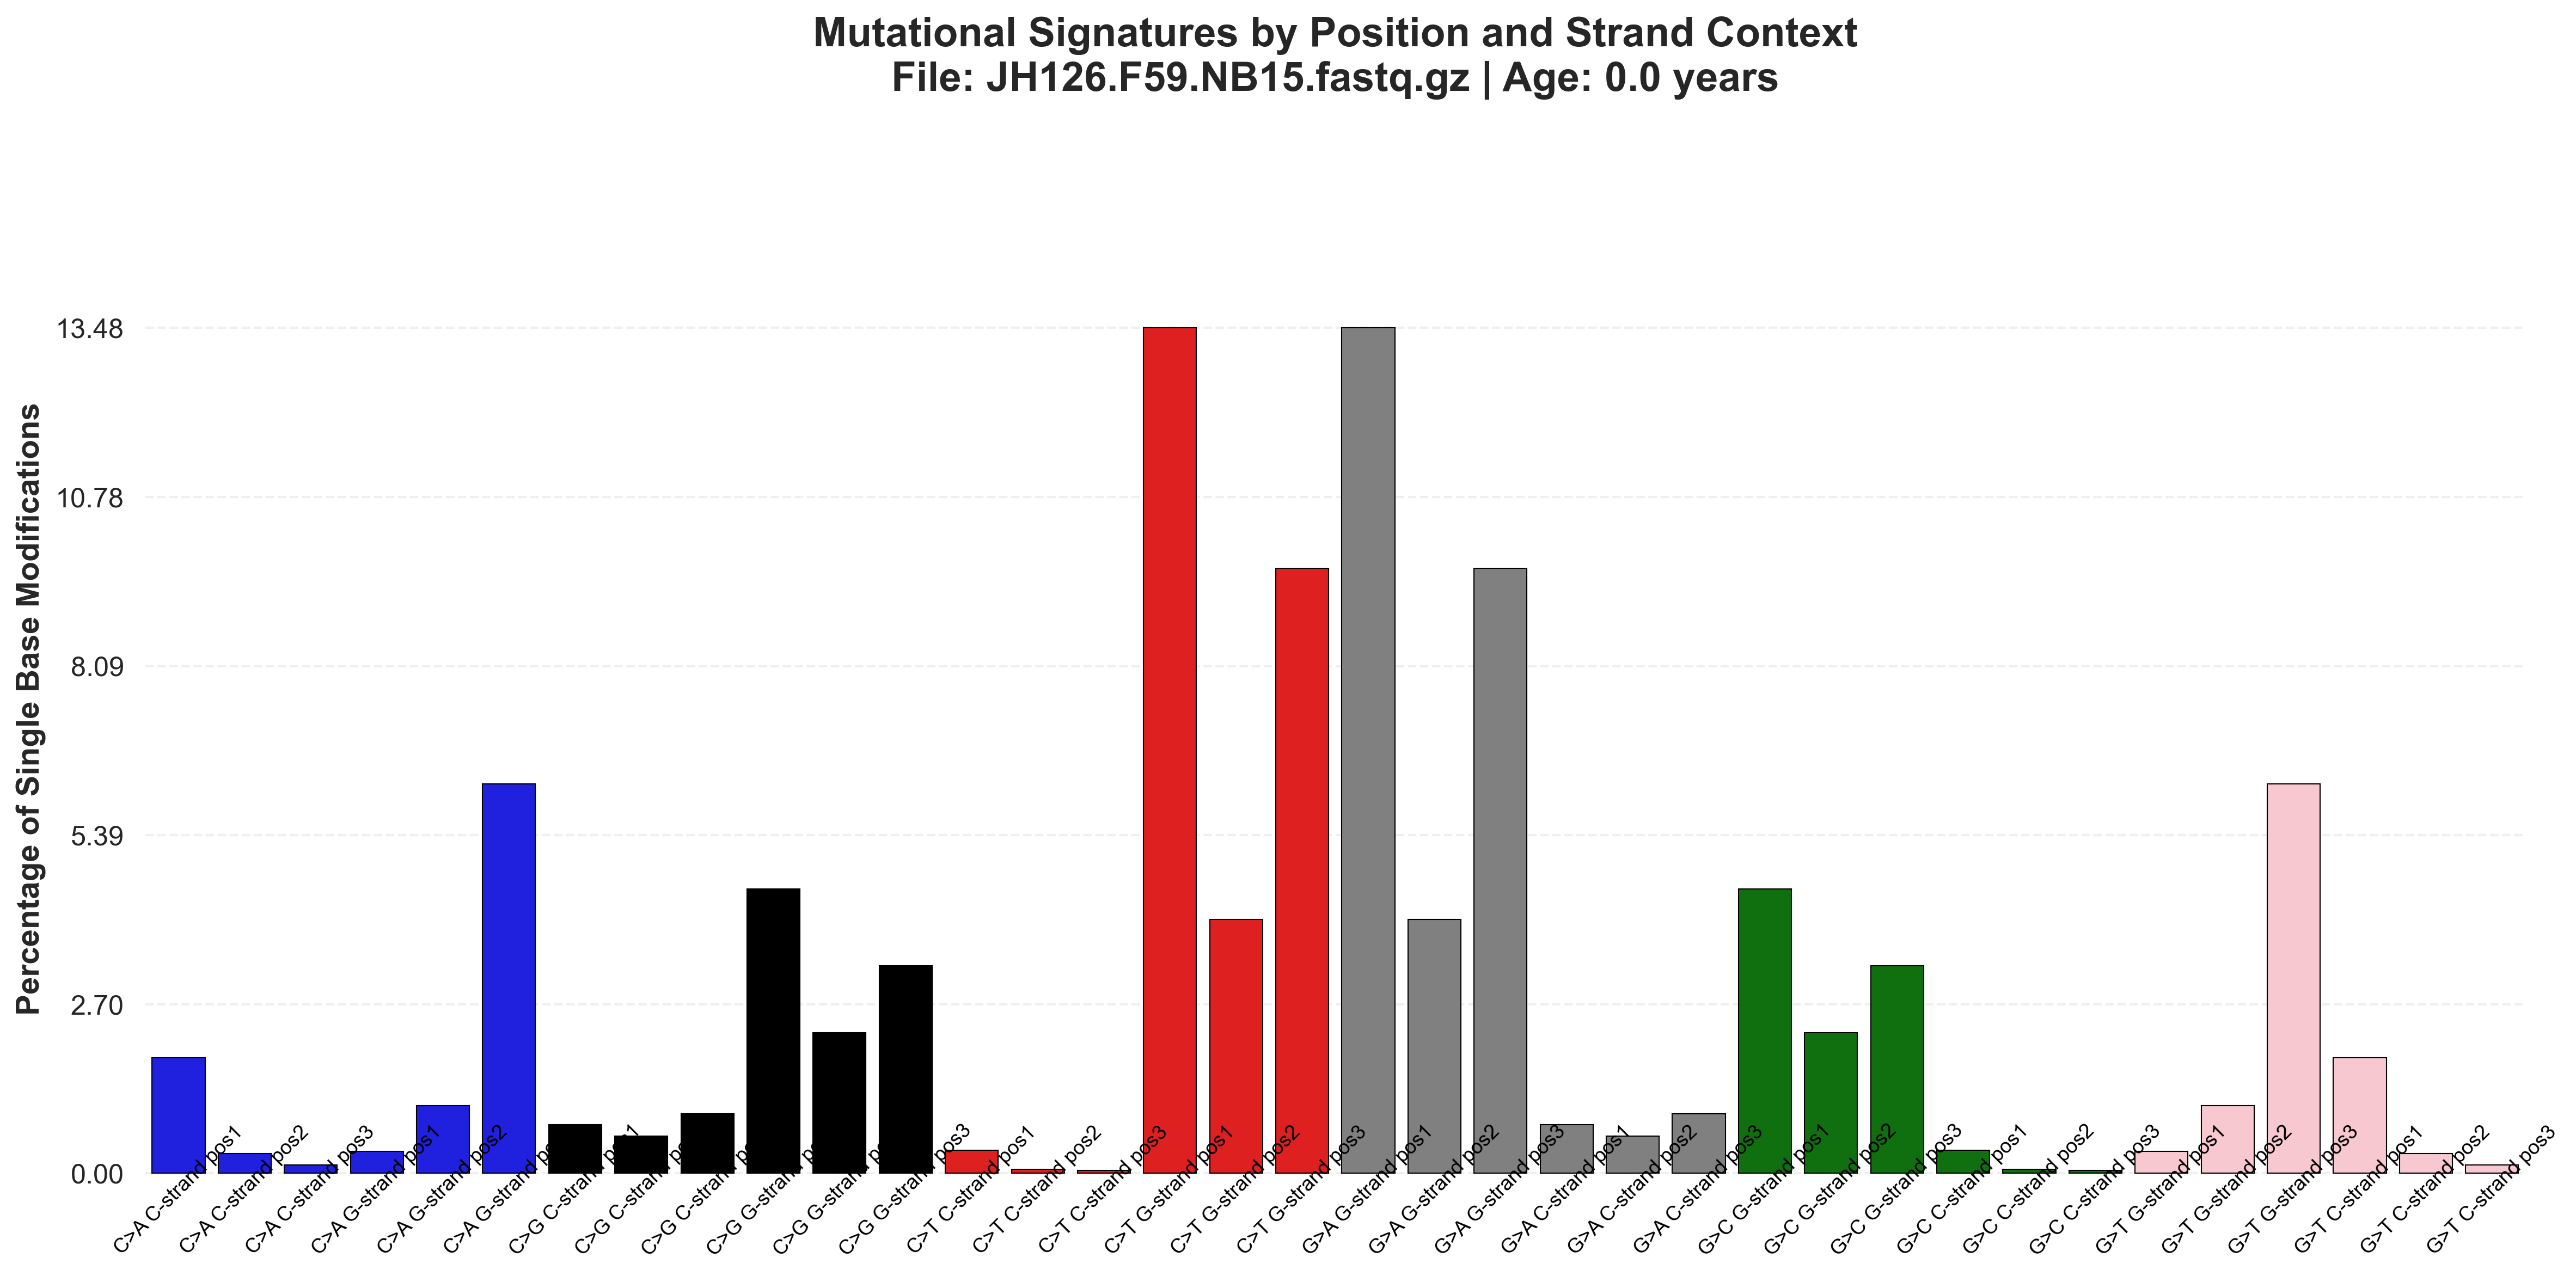 Mutational Signatures by Position and Strand Context
File: JH126.F59.NB15.fastq.gz | Age: 0.0 years
Percentage of Single Base Modifications
13.48
10.78
8.09
5.39
2.70
0.00
C>A C-strand pos1
C>A C-strand pos2
C>A C-strand pos3
C>A G-strand pos1
C>A G-strand pos2
C>A G-strand po
C>G C-strand pos1
C>G C-strand p
C>G C-strand p
C>G G-strand p
C>G G-strand p
C>G G-strand pos3
C>T C-strand pos1
C>T C-strand pos2
C>T C-strand pos3
C>T G-strand pos1
C>T G-strand pos2
C>T G-strand pos3
G>A G-strand pos1
G>A G-strand pos2
G>A G-strand pos3
G>A C-strand pos1
G>A C-strand pos2
G>A C-strand pos3
G>C G-strand pos1
G>C G-strand pos2
G>C G-strand pos3
G>C C-strand pos1
G>C C-strand pos2
G>C C-strand pos3
G>T G-strand pos1
G>T G-strand pos2
G>T G-strand pos3
G>T C-strand pos1
G>T C-strand pos2
G>T C-strand pos3